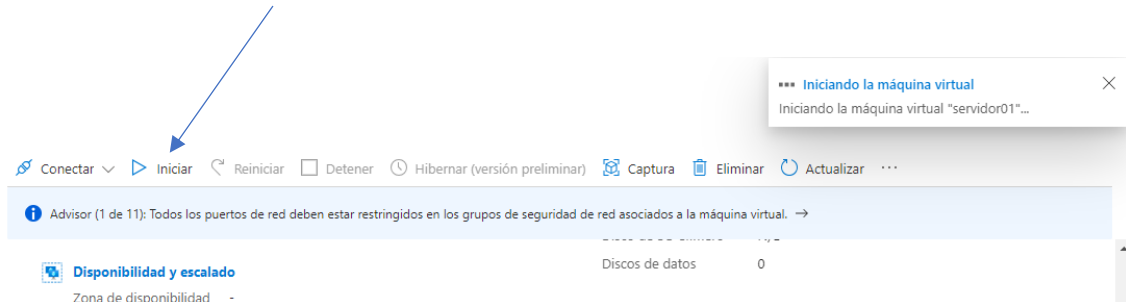 Iniciando la máquina virtual
Iniciando la máquina virtual "servidor01"...
Conectar Iniciar Reiniciar Detener Hibernar (versión preliminar) Captura Eliminar Actualizar ...
Advisor (1 de 11): Todos los puertos de red deben estar restringidos en los grupos de seguridad de red asociados a la máquina virtual. →
Disponibilidad y escalado
Discos de datos 0
Zona de disponibilidad -